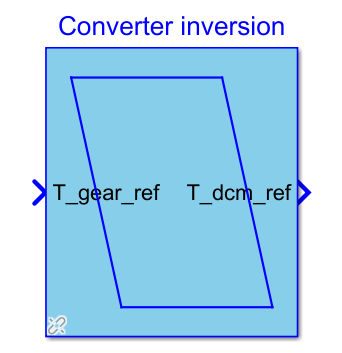 Converter inversion
T_gear_ref T_dcm_ref